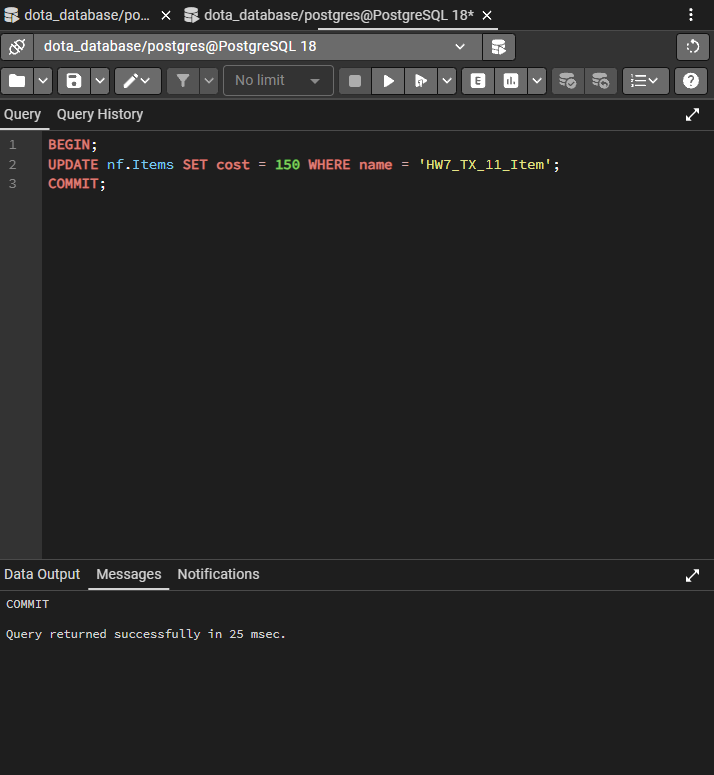 dota_database/po... dota_database/postgres@PostgreSQL 18*
dota_database/postgres@PostgreSQL 18
No limit E
Query Query History
1 BEGIN;
2 UPDATE nf.Items SET cost = 150 WHERE name = 'HW7_TX_11_Item';
3 COMMIT;
Data Output Messages Notifications
COMMIT
Query returned successfully in 25 msec.